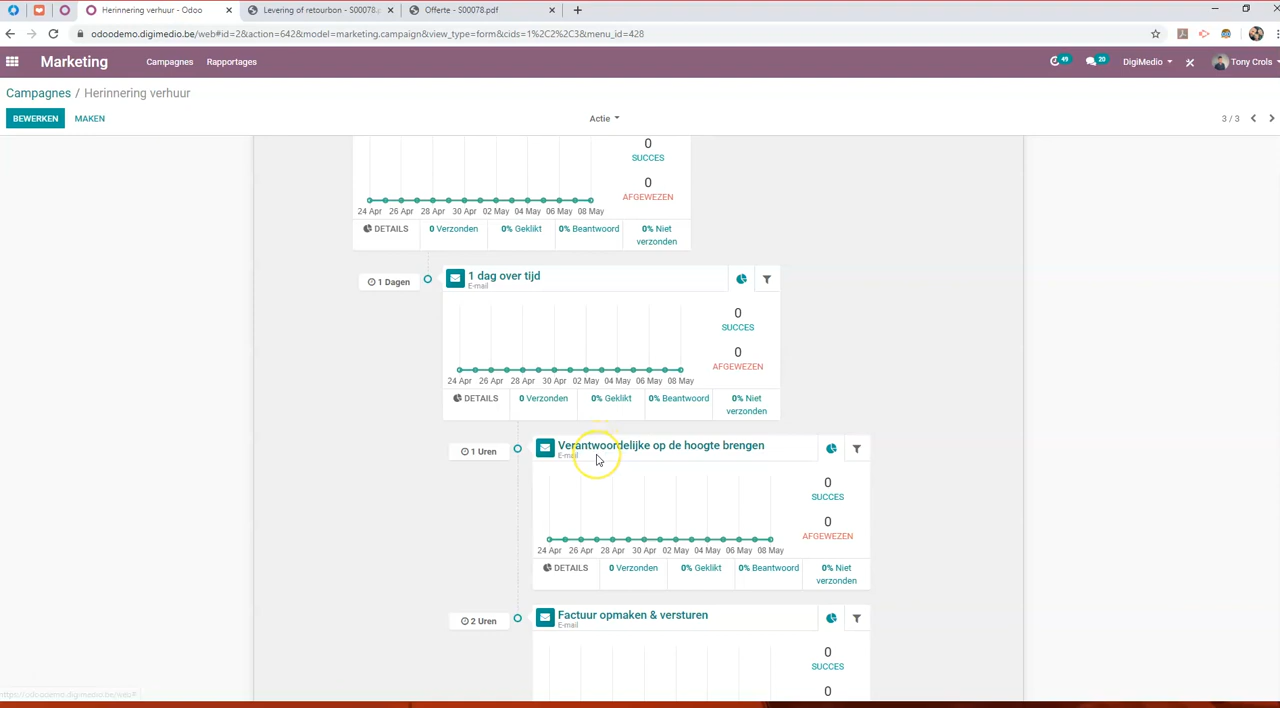 Herinnering verhuur - Odoo
Levering of retourbon - S00078.p
Offerte - S00078.pdf
odoodemo.digimedio.be/web#id=2&action=642&model=marketing.campaign&view_type=form&cids=1%2C2%2C3&menu_id=428
Marketing Campagnes Rapportages 49 20 DigiMedio Tony Crols
Campagnes / Herinnering verhuur
BEWERKEN MAKEN Actie 3 / 3
0
SUCCES
0
AFGEWEZEN
24 Apr 26 Apr 28 Apr 30 Apr 02 May 04 May 06 May 08 May
DETAILS 0 Verzonden 0% Geklikt 0% Beantwoord 0% Niet
verzonden
1 Dagen
1 dag over tijd
E-mail
0
SUCCES
0
AFGEWEZEN
24 Apr 26 Apr 28 Apr 30 Apr 02 May 04 May 06 May 08 May
DETAILS 0 Verzonden 0% Geklikt 0% Beantwoord 0% Niet
verzonden
1 Uren
Verantwoordelijke op de hoogte brengen
E-mail
0
SUCCES
0
AFGEWEZEN
24 Apr 26 Apr 28 Apr 30 Apr 02 May 04 May 06 May 08 May
DETAILS 0 Verzonden 0% Geklikt 0% Beantwoord 0% Niet
verzonden
2 Uren
Factuur opmaken & versturen
E-mail
0
SUCCES
0
https://odoodemo.digimedio.be/web#